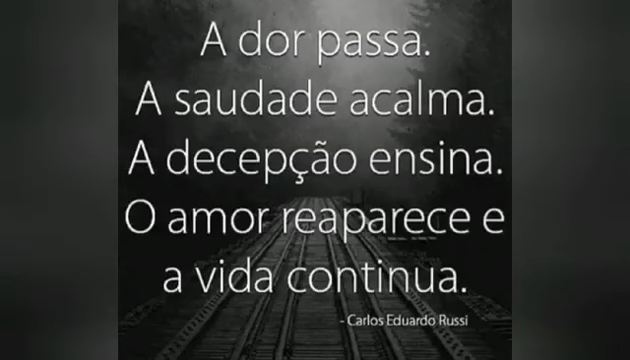 A dor passa.
A saudade acalma.
A decepção ensina.
O amor reaparece e
a vida continua.
- Carlos Eduardo Russi